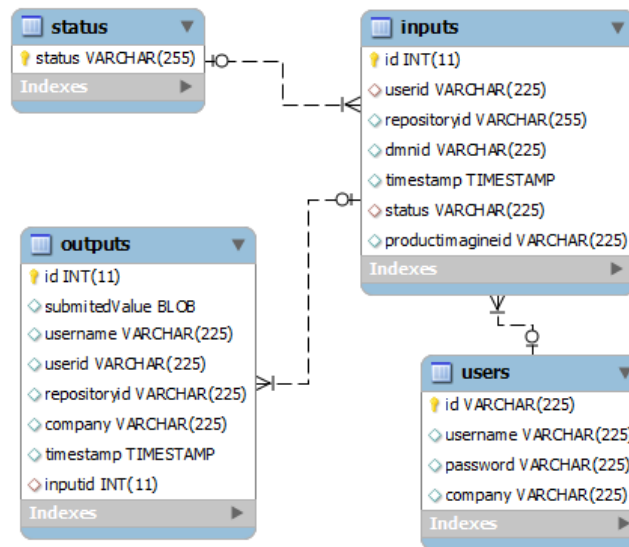 status
status VARCHAR(255)
Indexes
inputs
id INT(11)
userid VARCHAR(225)
repositoryid VARCHAR(255)
dmnid VARCHAR(225)
timestamp TIMESTAMP
status VARCHAR(225)
productimagineid VARCHAR(225)
Indexes
outputs
id INT(11)
submitedValue BLOB
username VARCHAR(225)
userid VARCHAR(225)
repositoryid VARCHAR(225)
company VARCHAR(225)
timestamp TIMESTAMP
inputid INT(11)
Indexes
users
id VARCHAR(225)
username VARCHAR(225)
password VARCHAR(225)
company VARCHAR(225)
Indexes